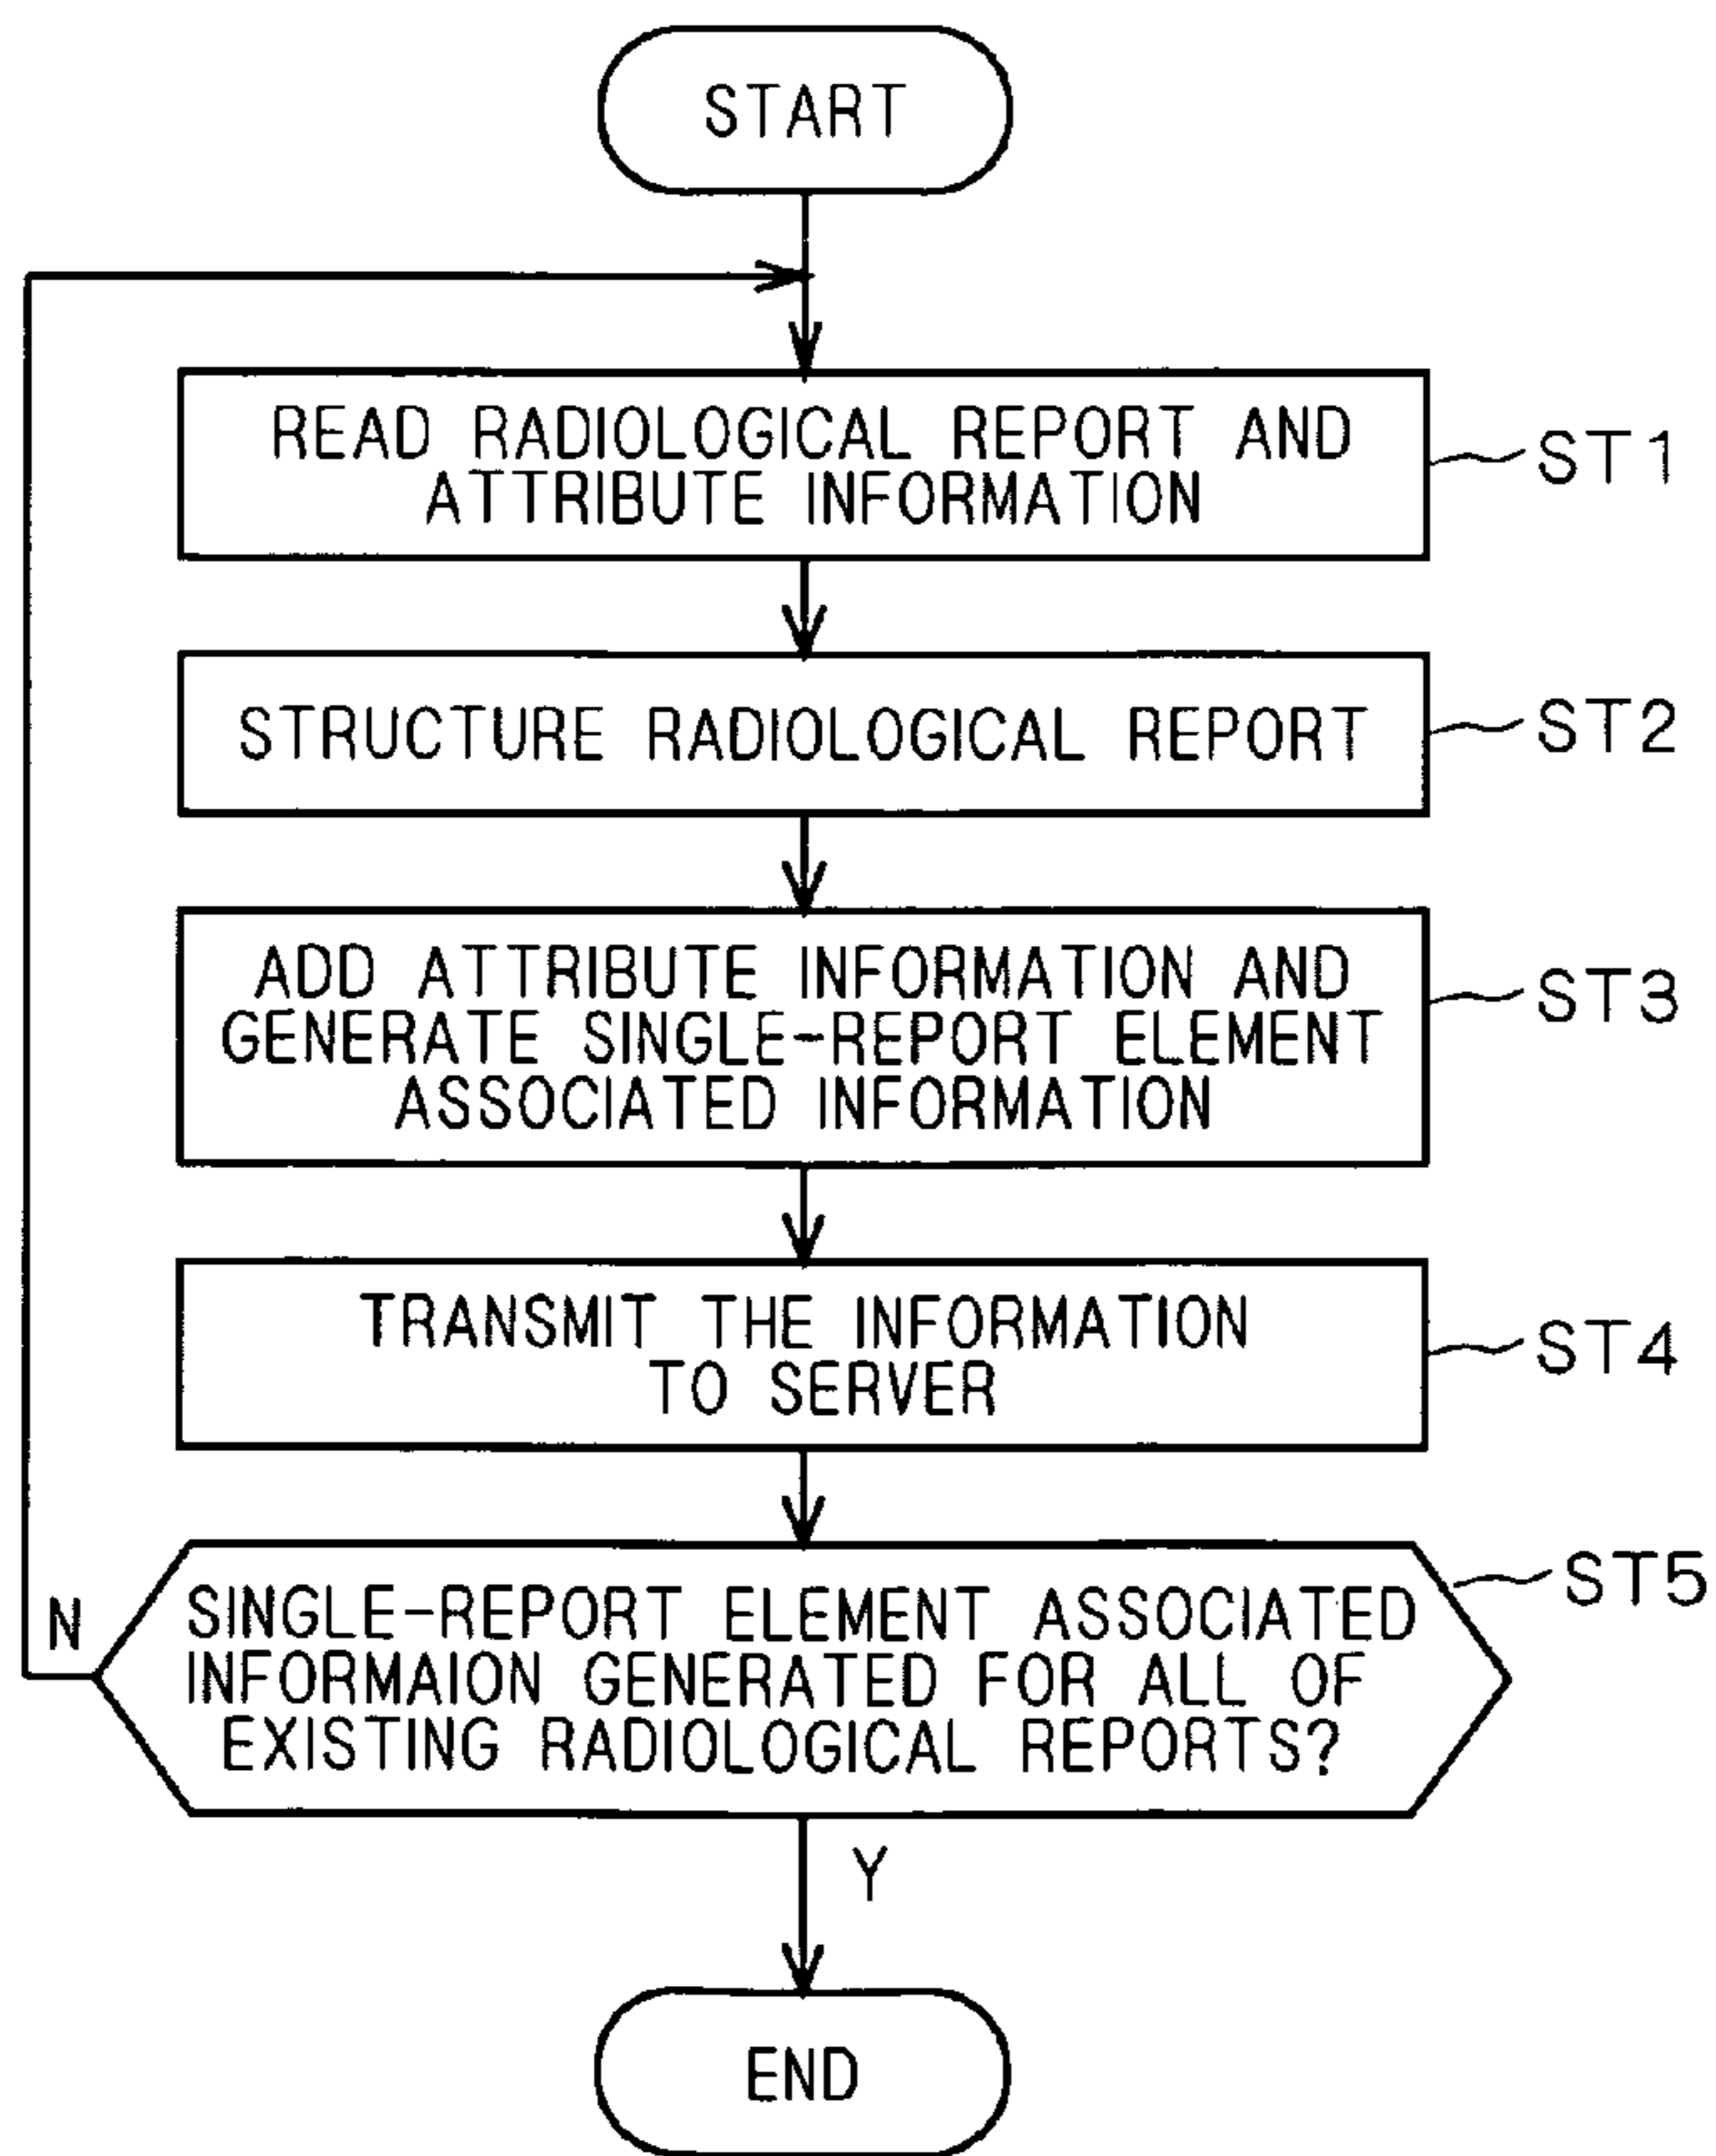 START
READ RADIOLOGICAL REPORT AND
ATTRIBUTE INFORMATION
ST1
STRUCTURE RADIOLOGICAL REPORT
ST2
ADD ATTRIBUTE INFORMATION AND
GENERATE SINGLE-REPORT ELEMENT
ASSOCIATED INFORMATION
ST3
TRANSMIT THE INFORMATION
TO SERVER
ST4
SINGLE-REPORT ELEMENT ASSOCIATED
INFORMAION GENERATED FOR ALL OF
EXISTING RADIOLOGICAL REPORTS?
ST5
N
Y
END